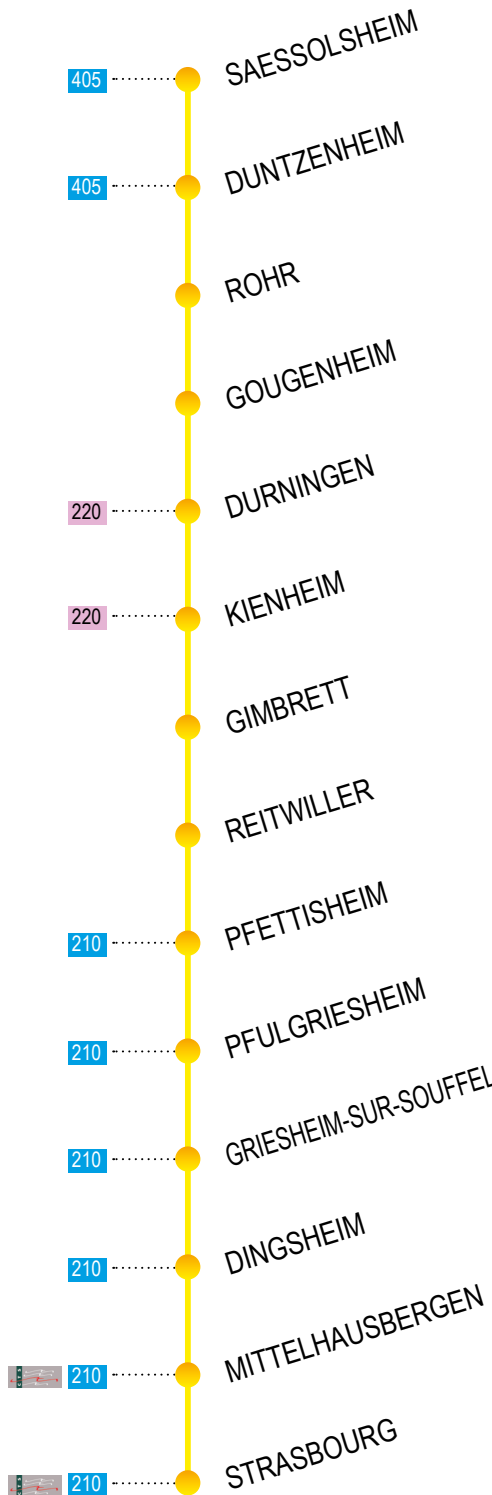 405 SAESSOLSHEIM
405 DUNTZENHEIM
ROHR
GOUGENHEIM
220 DURNINGEN
220 KIENHEIM
GIMBRETT
REITWILLER
210 PFETTISHEIM
210 PFULGRIESHEIM
210 GRIESHEIM-SUR-SOUFFEL
210 DINGSHEIM
210 MITTELHAUSBERGEN
210 STRASBOURG